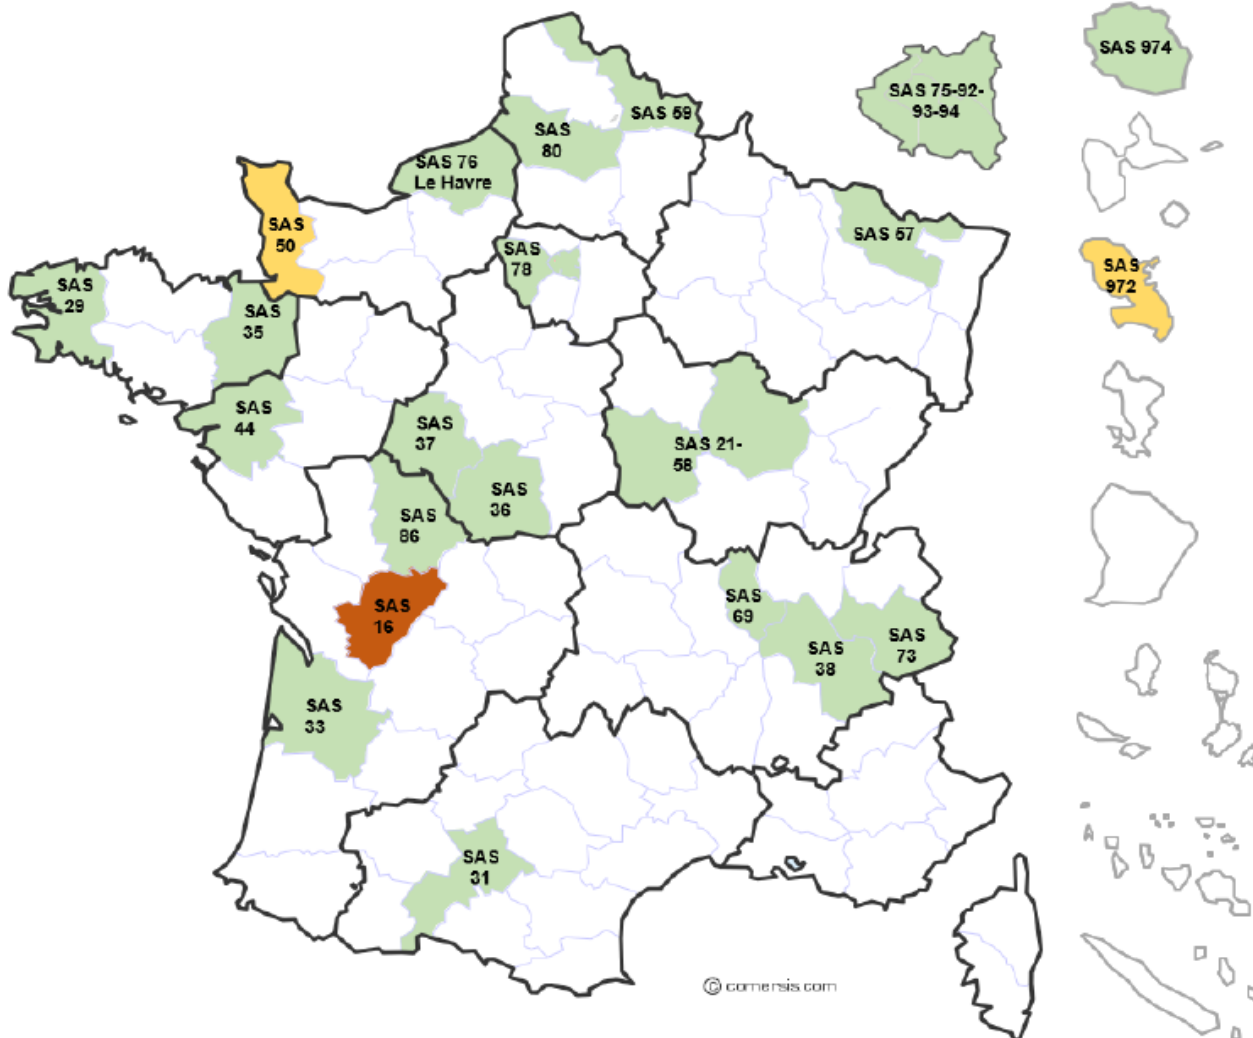 SAS 974
SAS 75-92-
93-94
SAS 59
SAS
80
SAS 76
Le Havre
SAS
50
SAS 57
SAS
78
SAS
972
SAS
29
SAS
35
SAS
44
SAS
37
SAS 21-
58
SAS
36
SAS
86
SAS
16
SAS
69
SAS
38
SAS
73
SAS
33
SAS
31
© comersis.com